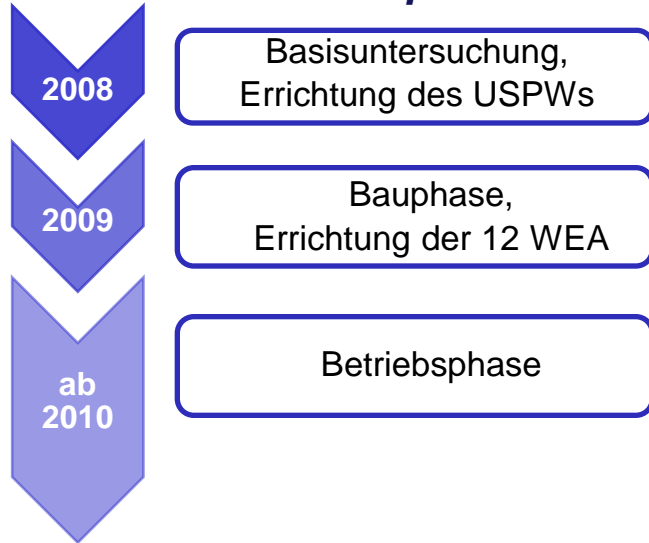 2008
Basisuntersuchung,
Errichtung des USPWs
2009
Bauphase,
Errichtung der 12 WEA
ab
2010
Betriebsphase